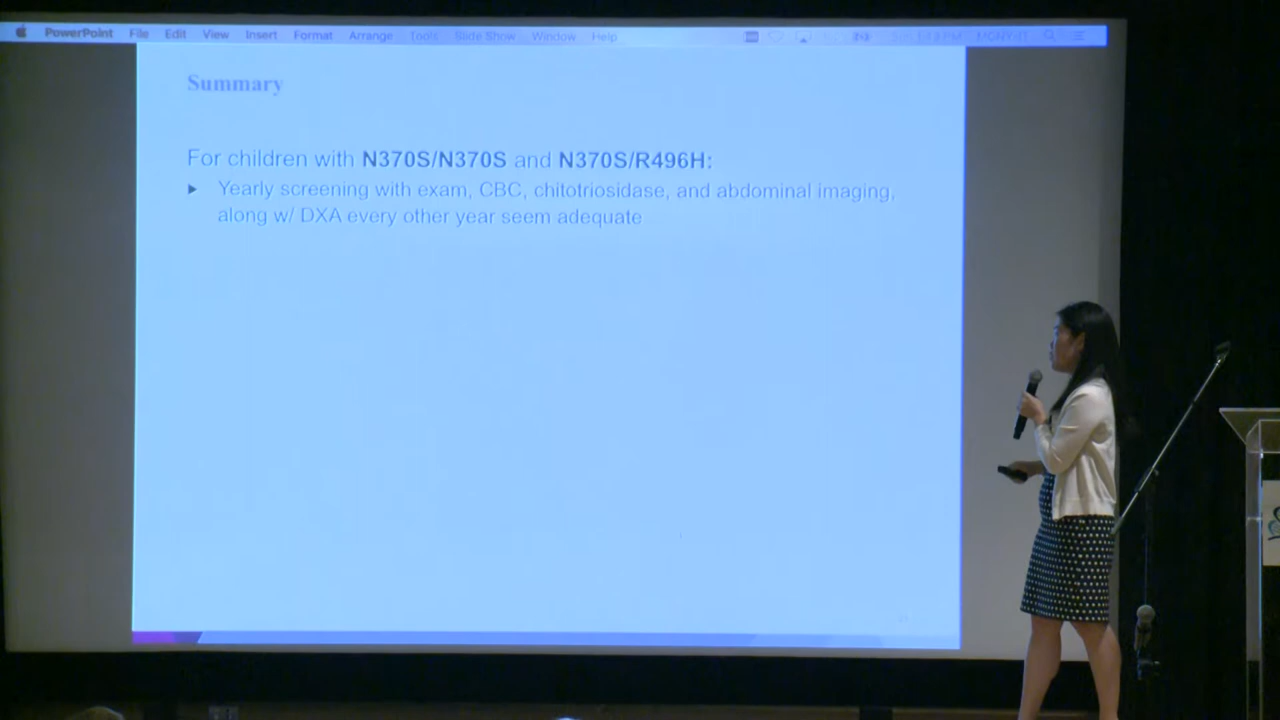 PowerPoint File Edit View Insert Format Arrange Tools Slide Show Window Help
Summary
For children with N370S/N370S and N370S/R496H:
Yearly screening with exam, CBC, chitotriosidase, and abdominal imaging,
along w/ DXA every other year seem adequate